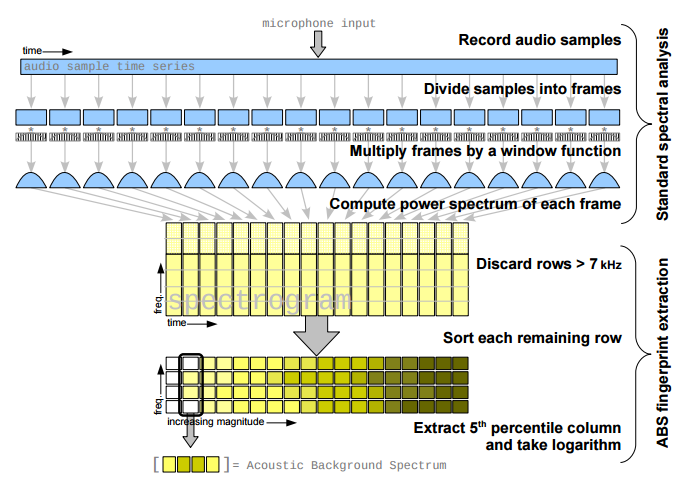 microphone input
time
Record audio samples
audio sample time series
Divide samples into frames
* * * * * * * * * * * * * * * * * *
Multiply frames by a window function
Compute power spectrum of each frame
Standard spectral analysis
Discard rows > 7 kHz
freq.
spectrogram
time
Sort each remaining row
freq.
increasing magnitude
Extract 5th percentile column
and take logarithm
ABS fingerprint extraction
[ ] = Acoustic Background Spectrum